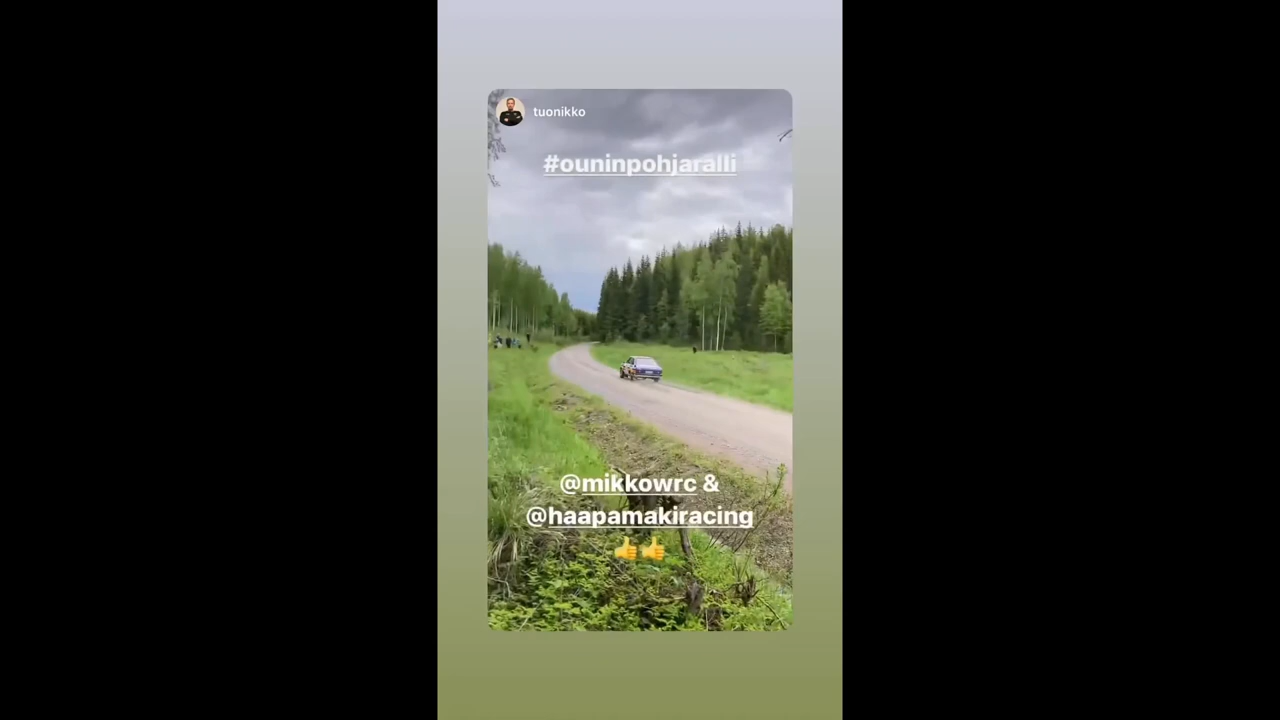 tuonikko
#ouninpohjaralli
@mikkowrc &
@haapamakiracing
👍👍